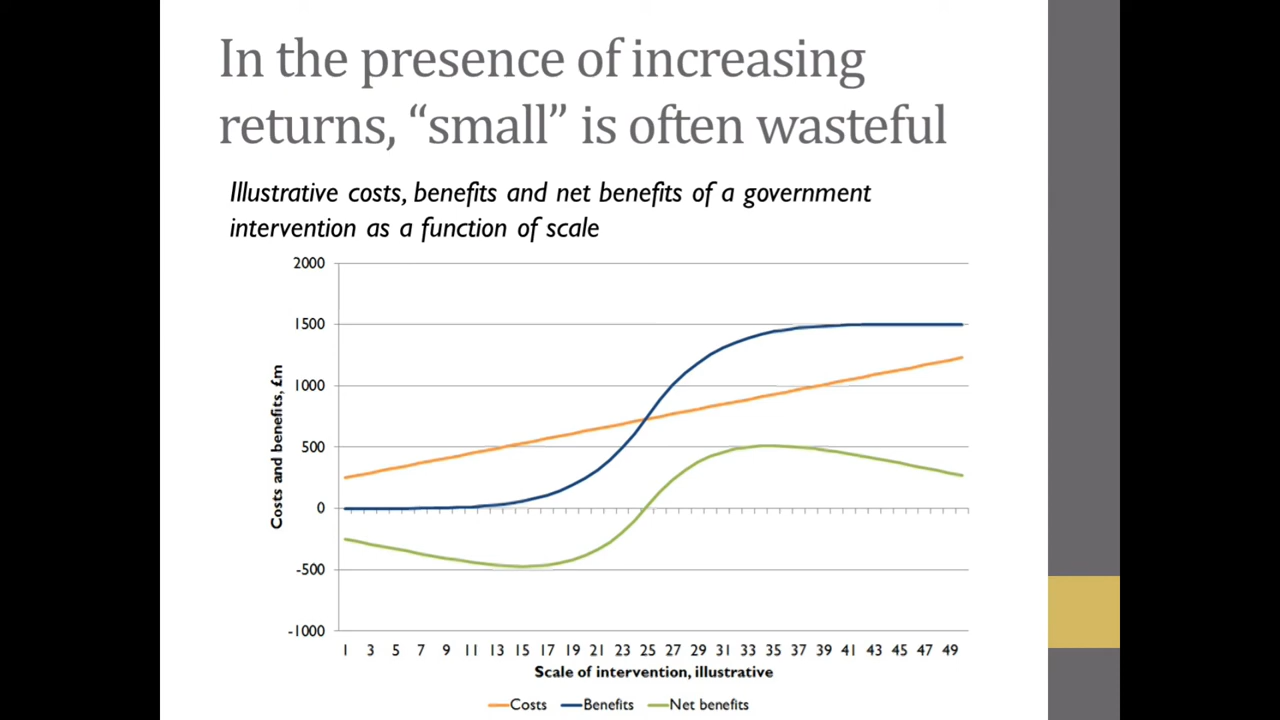 In the presence of increasing
returns, “small” is often wasteful
Illustrative costs, benefits and net benefits of a government
intervention as a function of scale
2000
1500
1000
500
0
-500
-1000
Costs and benefits, £m
1 3 5 7 9 11 13 15 17 19 21 23 25 27 29 31 33 35 37 39 41 43 45 47 49
Scale of intervention, illustrative
Costs Benefits Net benefits